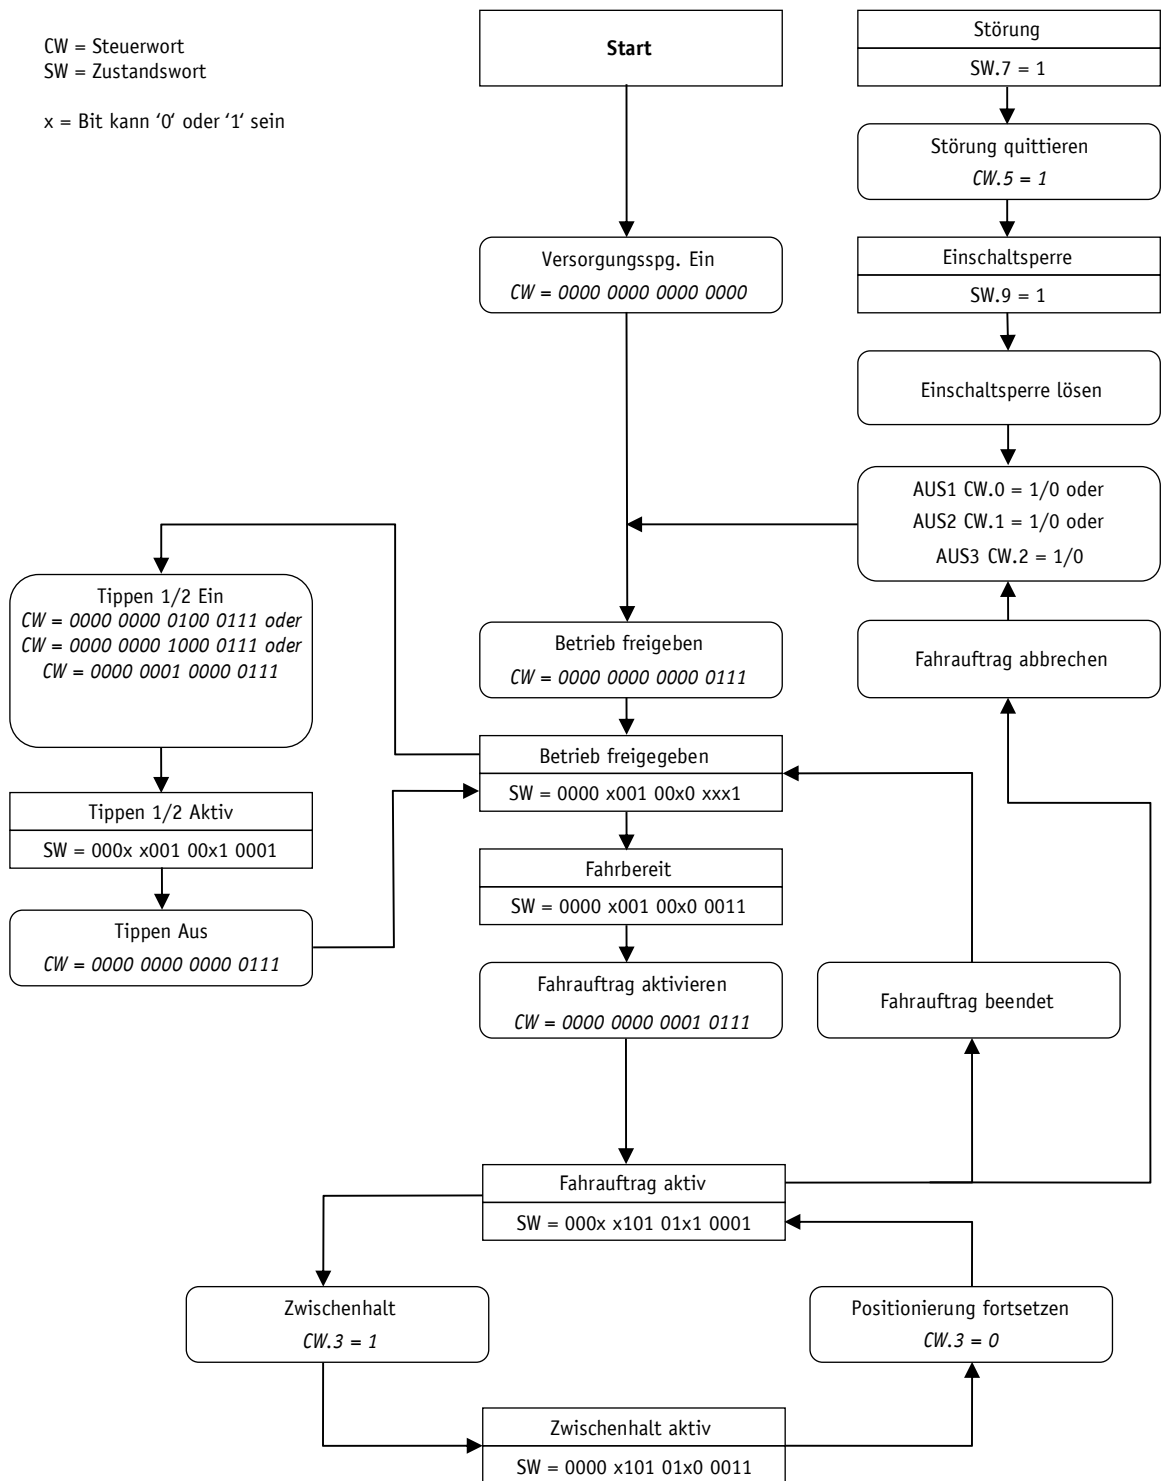 CW = Steuerwort
SW = Zustandswort
x = Bit kann ‘0‘ oder ‘1‘ sein
Start
Störung
SW.7 = 1
Störung quittieren
CW.5 = 1
Versorgungsspg. Ein
CW = 0000 0000 0000 0000
Einschaltsperre
SW.9 = 1
Einschaltsperre lösen
AUS1 CW.0 = 1/0 oder
AUS2 CW.1 = 1/0 oder
AUS3 CW.2 = 1/0
Tippen 1/2 Ein
CW = 0000 0000 0100 0111 oder
CW = 0000 0000 1000 0111 oder
CW = 0000 0001 0000 0111
Betrieb freigeben
CW = 0000 0000 0000 0111
Fahrauftrag abbrechen
Betrieb freigegeben
SW = 0000 x001 00x0 xxx1
Tippen 1/2 Aktiv
SW = 000x x001 00x1 0001
Fahrbereit
SW = 0000 x001 00x0 0011
Tippen Aus
CW = 0000 0000 0000 0111
Fahrauftrag aktivieren
CW = 0000 0000 0001 0111
Fahrauftrag beendet
Fahrauftrag aktiv
SW = 000x x101 01x1 0001
Zwischenhalt
CW.3 = 1
Positionierung fortsetzen
CW.3 = 0
Zwischenhalt aktiv
SW = 0000 x101 01x0 0011